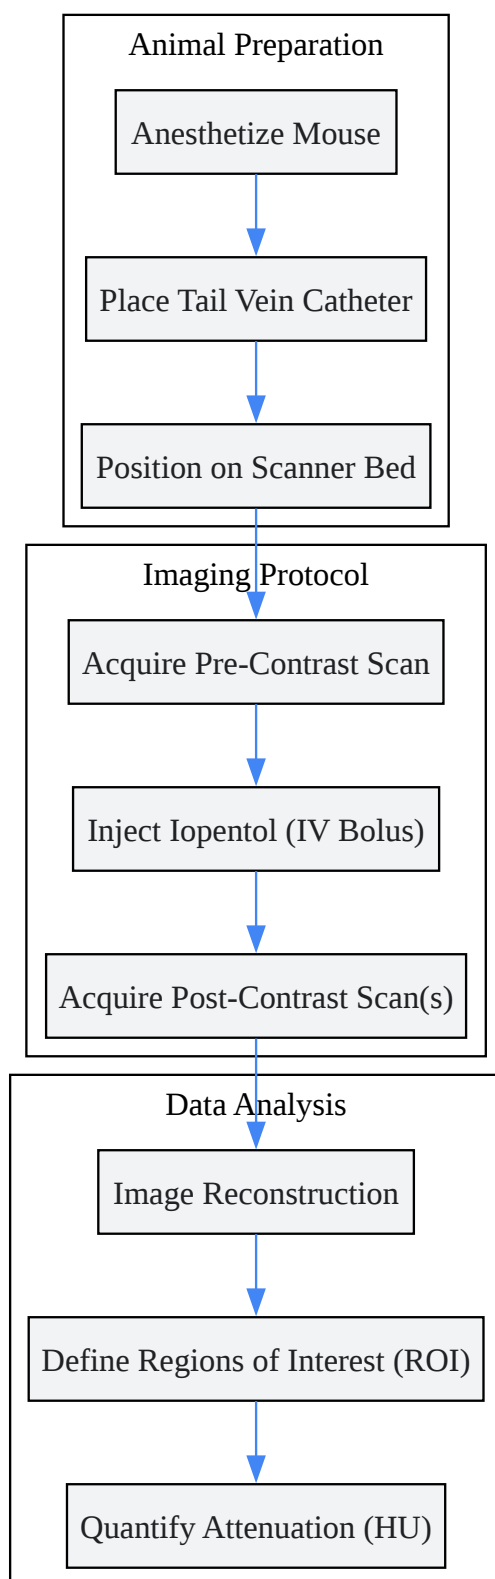 Animal Preparation
Anesthetize Mouse
Place Tail Vein Catheter
Position on Scanner Bed
Imaging Protocol
Acquire Pre-Contrast Scan
Inject Iopentol (IV Bolus)
Acquire Post-Contrast Scan(s)
Data Analysis
Image Reconstruction
Define Regions of Interest (ROI)
Quantify Attenuation (HU)